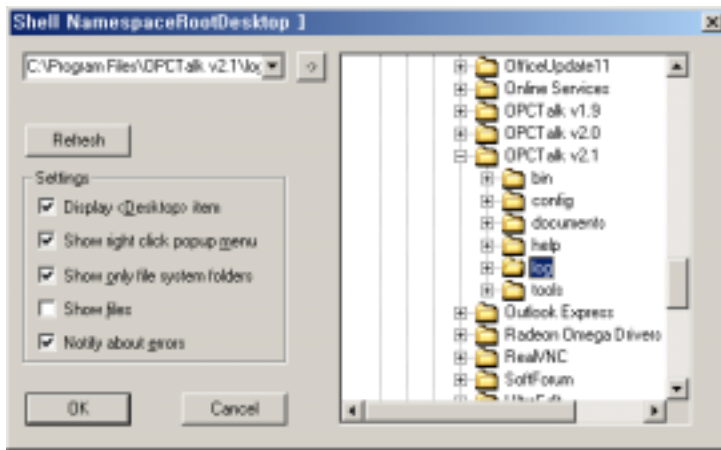 Shell NamespaceRootDesktop ]
C:\Program Files\OPCTalk v2.1\log
Refresh
Settings
Display <Desktop> item
Show right click popup menu
Show only file system folders
Show files
Notify about errors
OK
Cancel
OfficeUpdate11
Online Services
OPCTalk v1.9
OPCTalk v2.0
OPCTalk v2.1
bin
config
documents
help
log
tools
Outlook Express
Radeon Omega Drivers
RealVNC
SoftForum